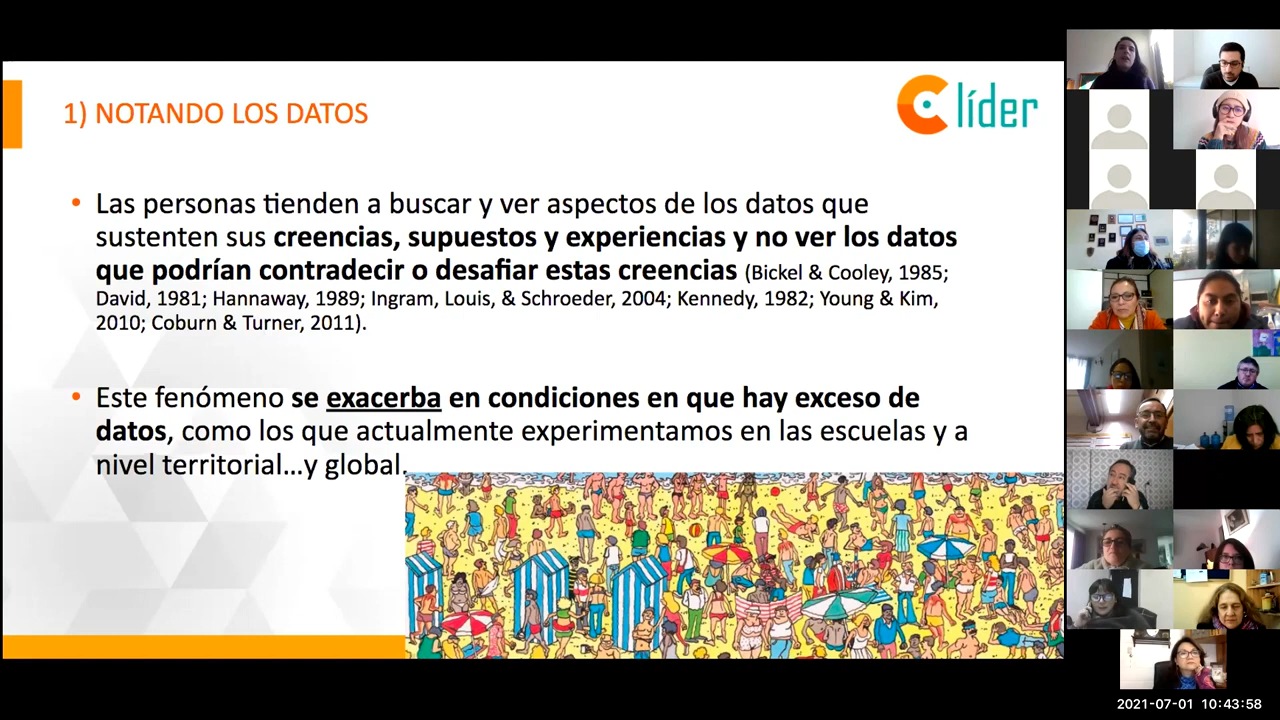 1) NOTANDO LOS DATOS
C líder
• Las personas tienden a buscar y ver aspectos de los datos que
sustenten sus creencias, supuestos y experiencias y no ver los datos
que podrían contradecir o desafiar estas creencias (Bickel & Cooley, 1985;
David, 1981; Hannaway, 1989; Ingram, Louis, & Schroeder, 2004; Kennedy, 1982; Young & Kim,
2010; Coburn & Turner, 2011).
• Este fenómeno se exacerba en condiciones en que hay exceso de
datos, como los que actualmente experimentamos en las escuelas y a
nivel territorial...y global.
2021-07-01 10:43:58